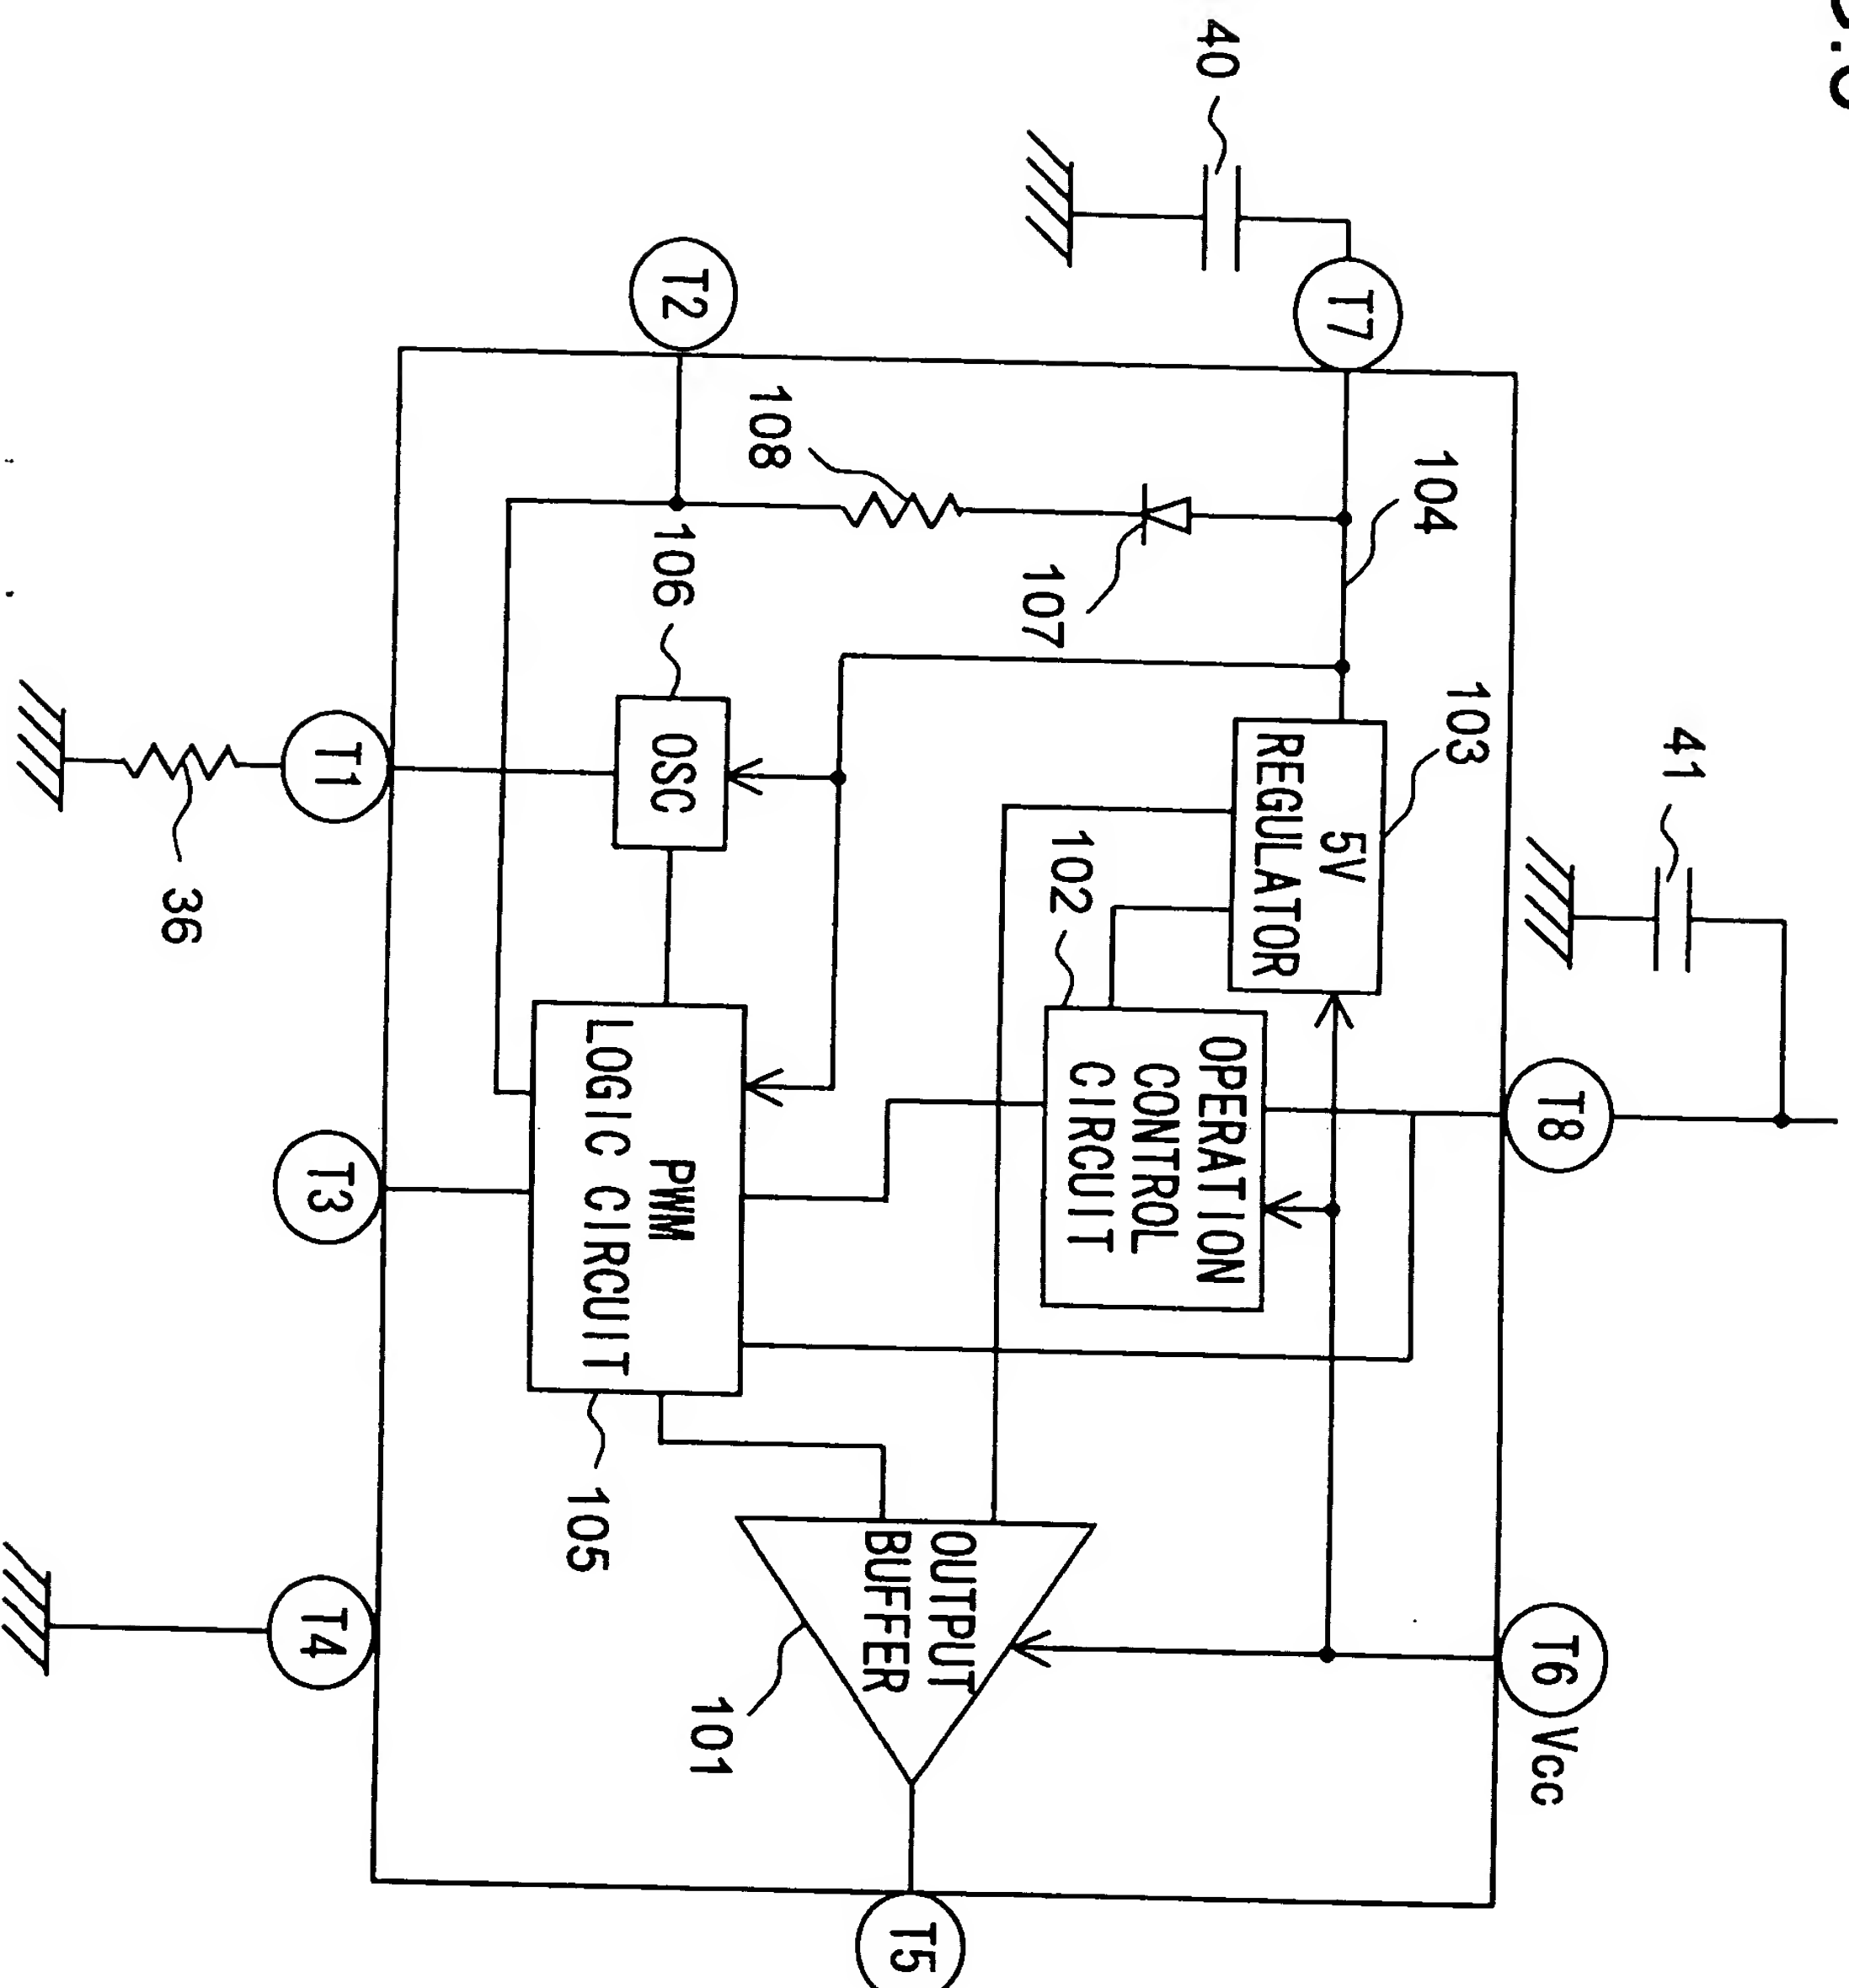 41
T8
T6 Vcc
40
T7
104
103
5V
REGULATOR
107
102
OPERATION
CONTROL
CIRCUIT
108
T2
106
OSC
PWM
LOGIC CIRCUIT
105
OUTPUT
BUFFER
101
T5
T1
T3
T4
36